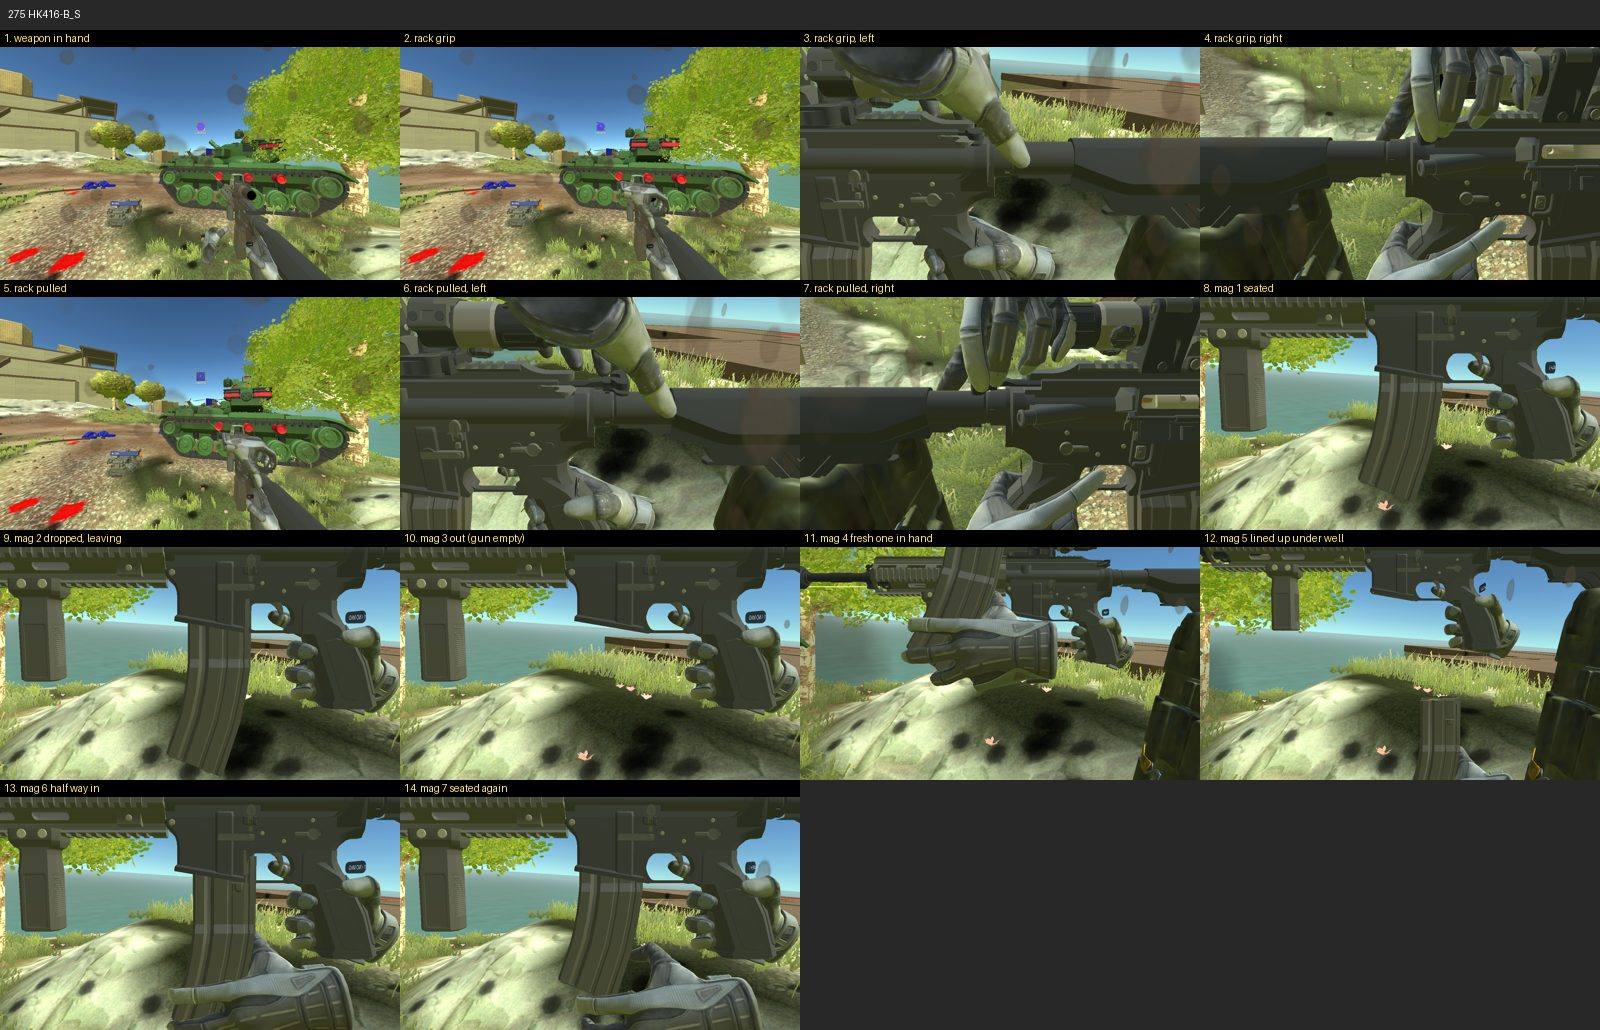 275 HK416-B_S
1. weapon in hand
2. rack grip
3. rack grip, left
4. rack grip, right
5. rack pulled
6. rack pulled, left
7. rack pulled, right
8. mag 1 seated
9. mag 2 dropped, leaving
10. mag 3 out (gun empty)
11. mag 4 fresh one in hand
12. mag 5 lined up under well
13. mag 6 half way in
14. mag 7 seated again